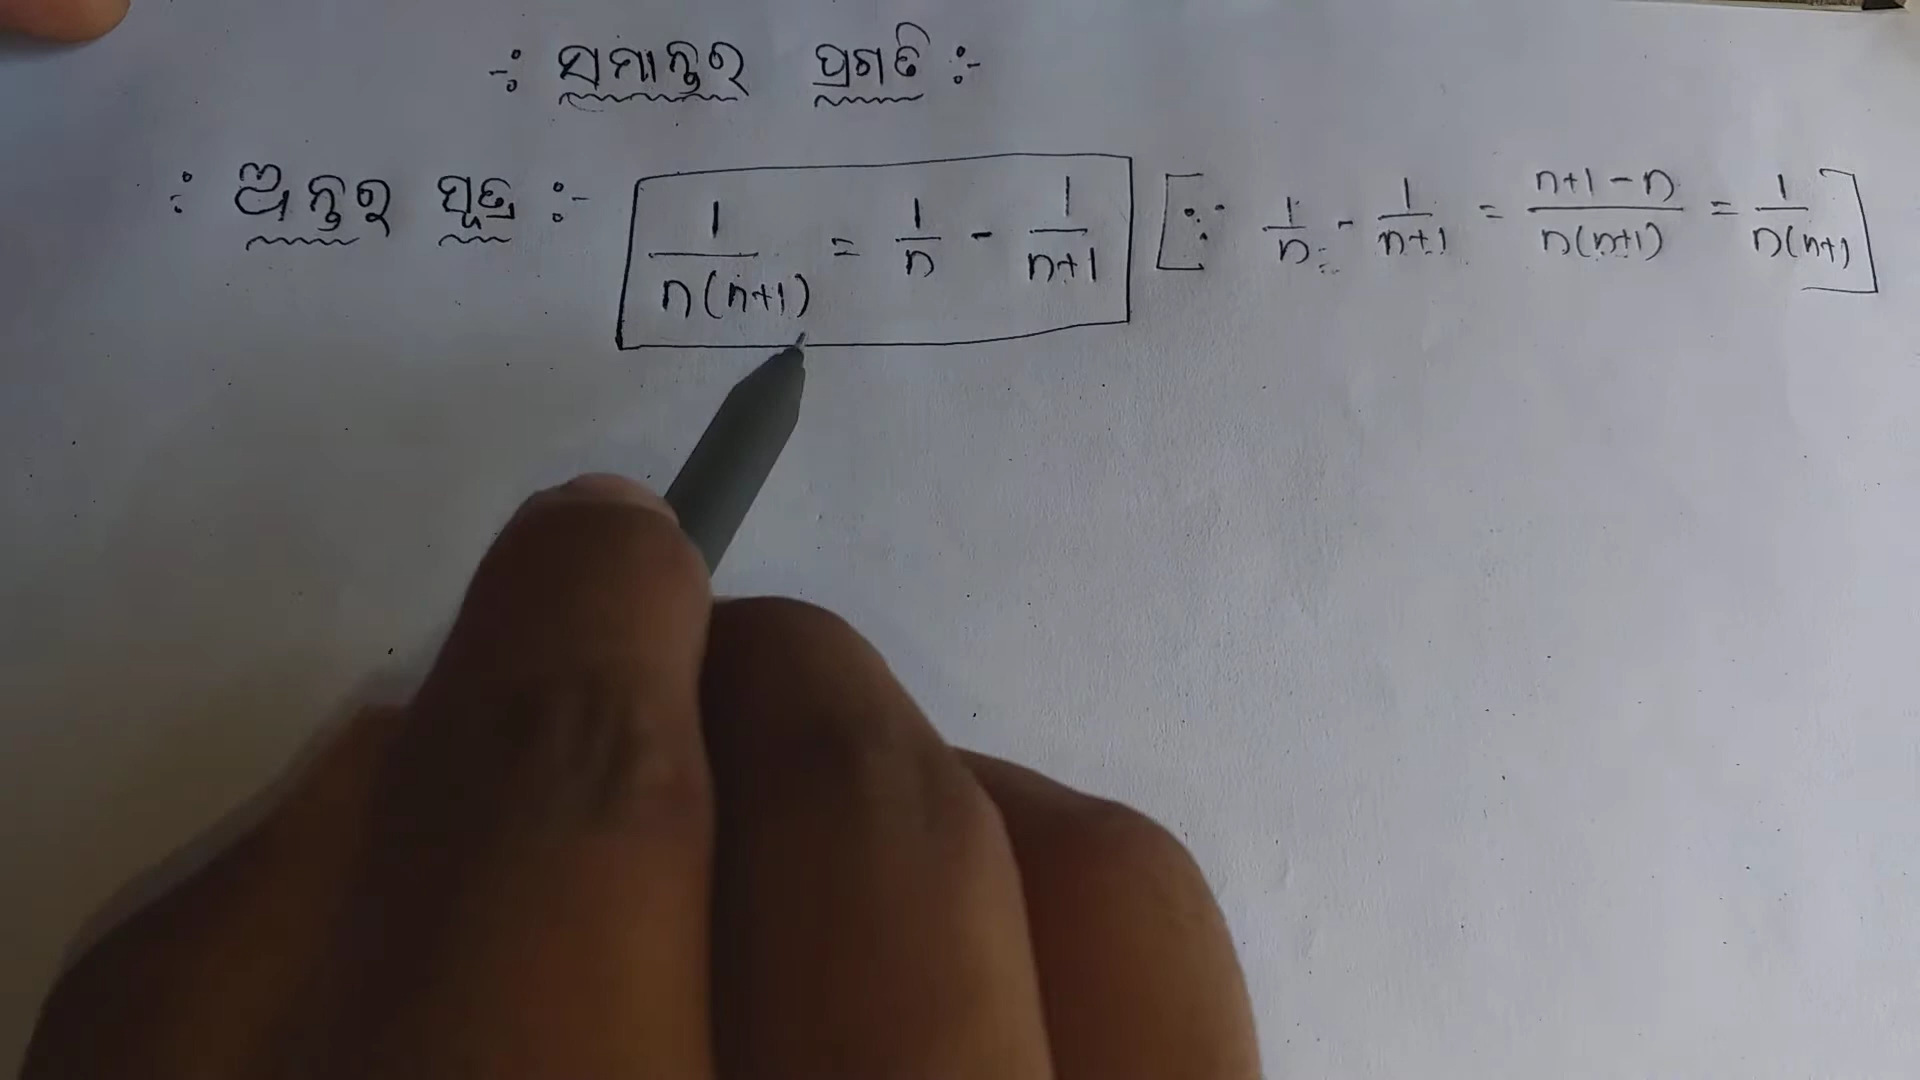 -: ସମାନ୍ତର ପ୍ରଗତି :-
: ଅନ୍ତର ସୂତ୍ର :- 1/n(n+1) = 1/n - 1/n+1 [∵ 1/n - 1/n+1 = n+1-n/n(n+1) = 1/n(n+1)]